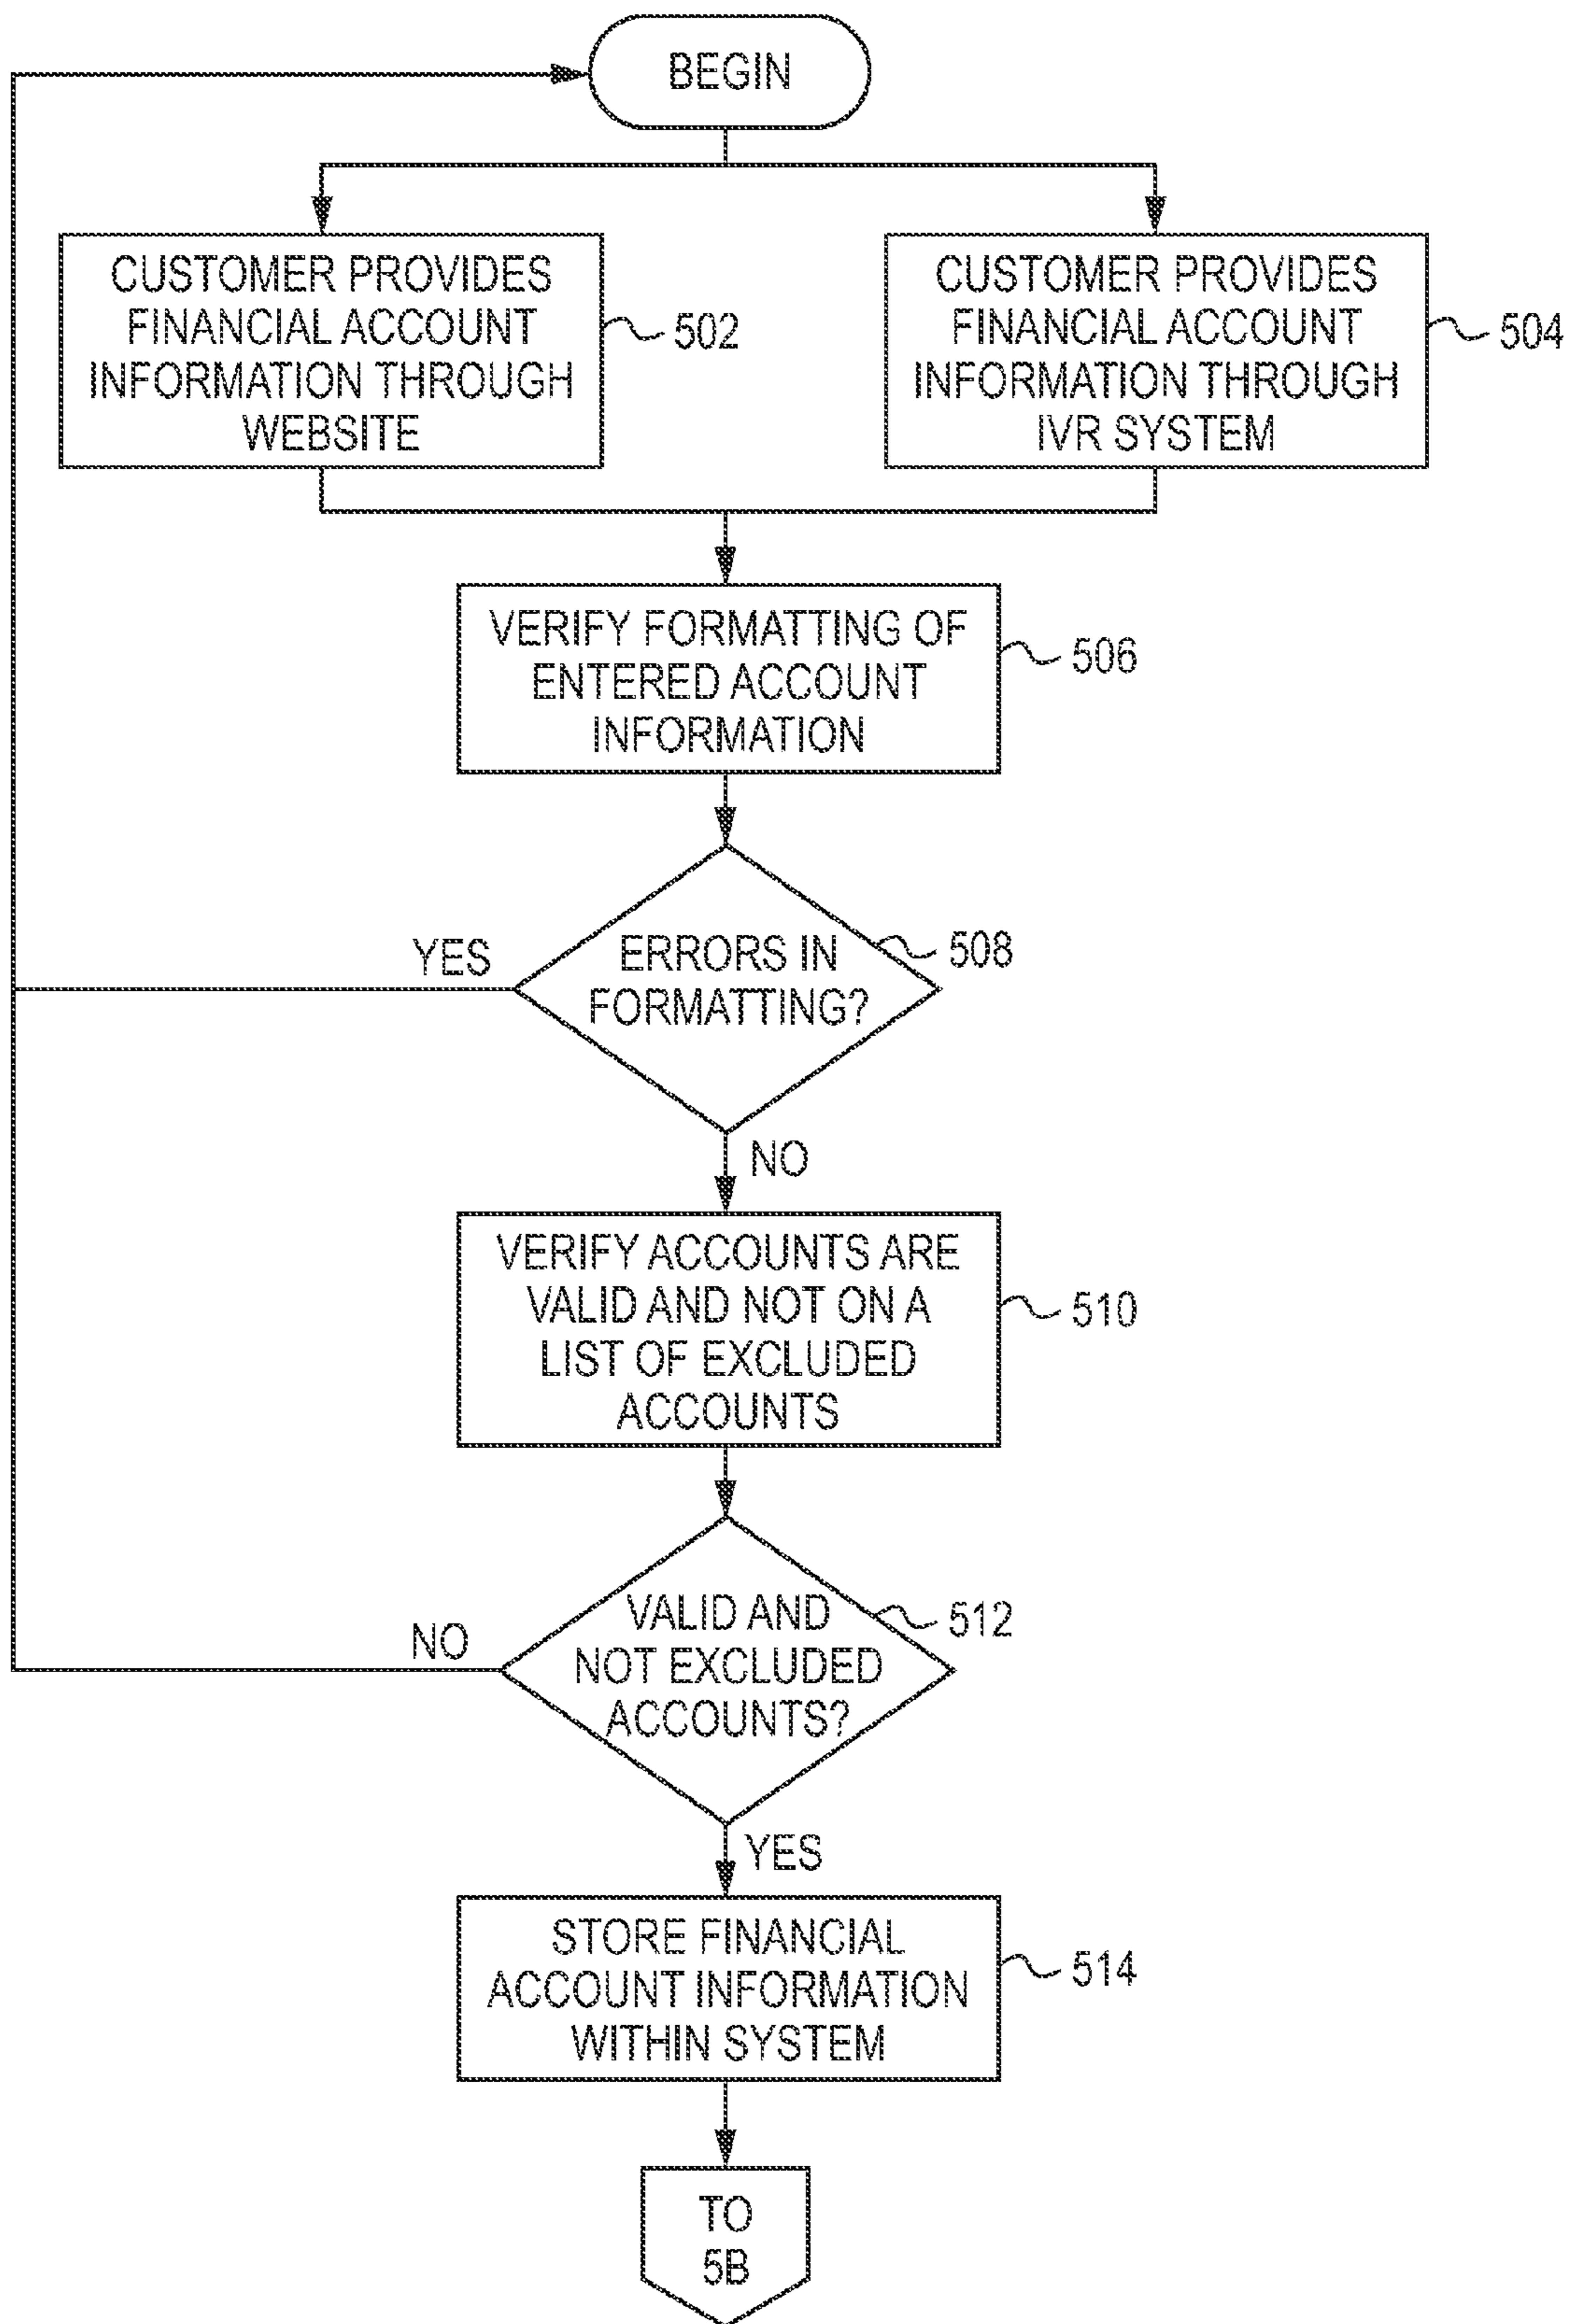 BEGIN
CUSTOMER PROVIDES
FINANCIAL ACCOUNT
INFORMATION THROUGH
WEBSITE
502
CUSTOMER PROVIDES
FINANCIAL ACCOUNT
INFORMATION THROUGH
IVR SYSTEM
504
VERIFY FORMATTING OF
ENTERED ACCOUNT
INFORMATION
506
YES
ERRORS IN
FORMATTING?
508
NO
VERIFY ACCOUNTS ARE
VALID AND NOT ON A
LIST OF EXCLUDED
ACCOUNTS
510
NO
VALID AND
NOT EXCLUDED
ACCOUNTS?
512
YES
STORE FINANCIAL
ACCOUNT INFORMATION
WITHIN SYSTEM
514
TO
5B